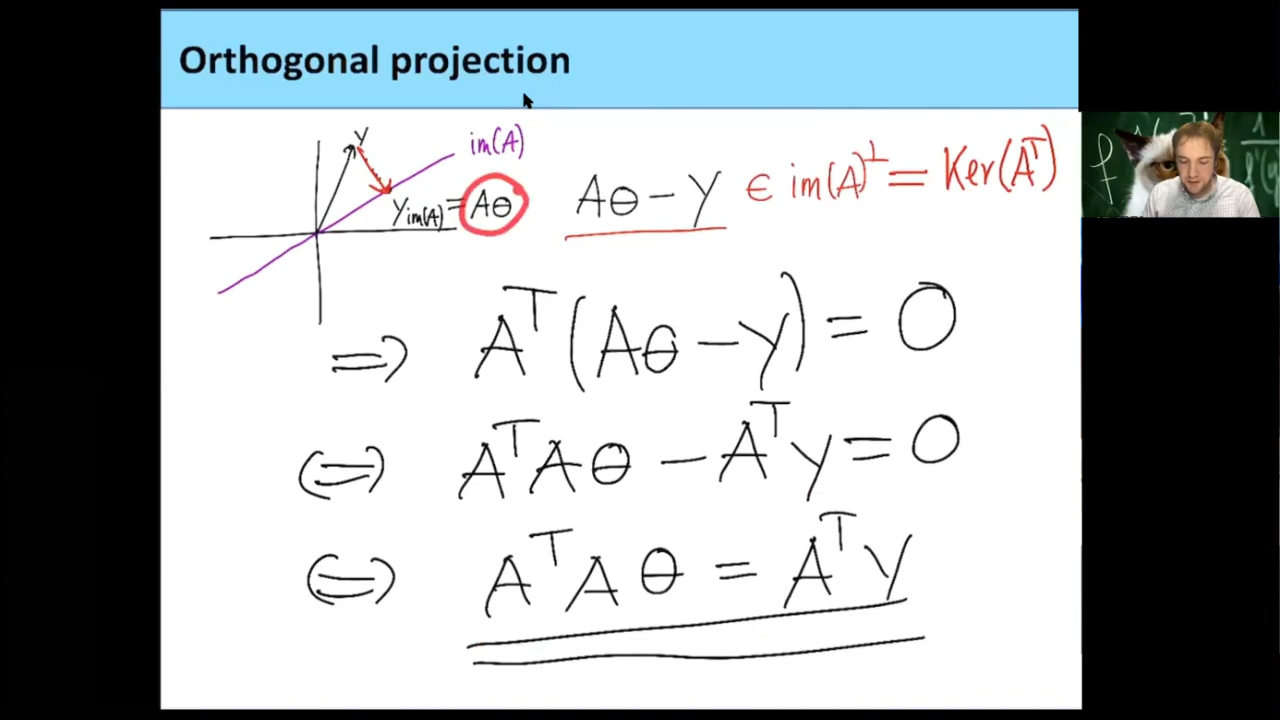 Orthogonal projection
y
im(A)
y_im(A) = Aθ
Aθ - y ∈ im(A)^⊥ = Ker(A^T)
⇒ A^T(Aθ - y) = 0
⇔ A^T Aθ - A^T y = 0
⇔ A^T Aθ = A^T y